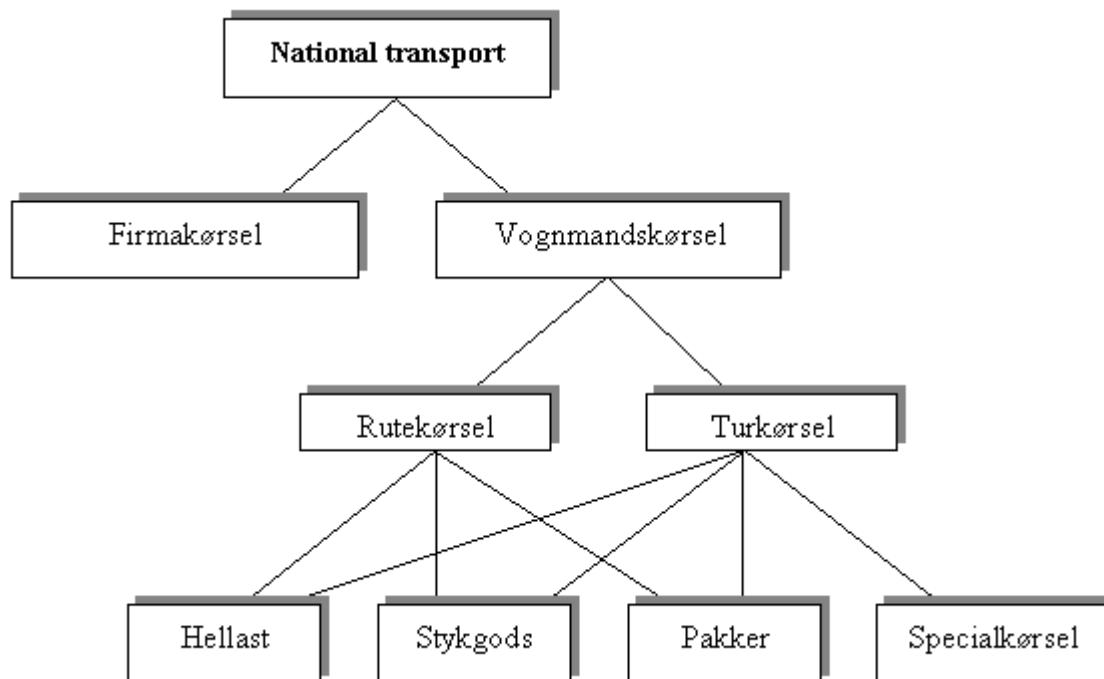 National transport
Firmakørsel
Vognmandskørsel
Rutekørsel
Turkørsel
Hellast
Stykgods
Pakker
Specialkørsel